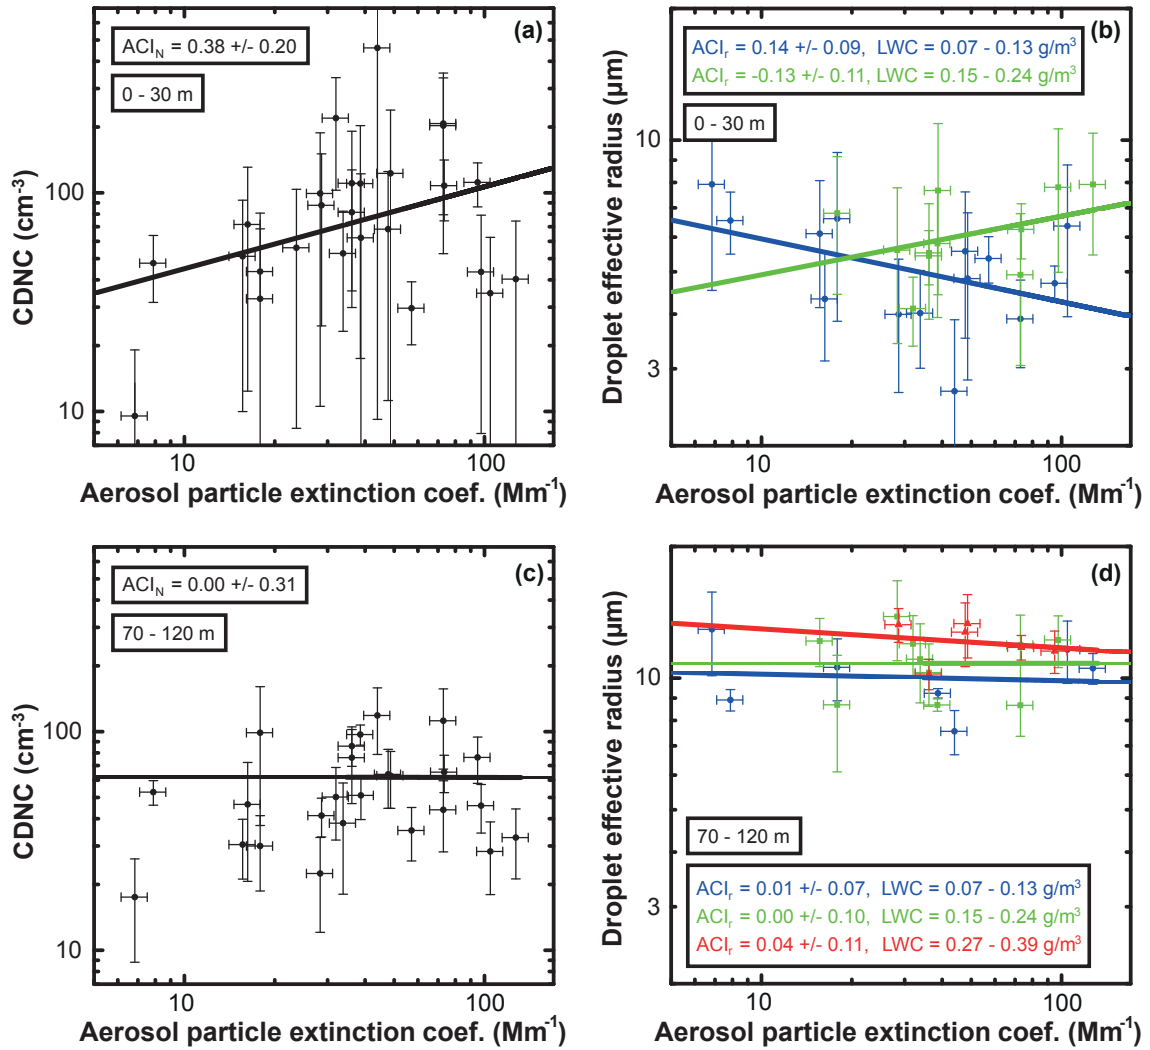 (a)
ACI_N = 0.38 +/- 0.20
0 - 30 m
100
10
CDNC (cm⁻³)
10 100
Aerosol particle extinction coef. (Mm⁻¹)
(b)
ACI_r = 0.14 +/- 0.09, LWC = 0.07 - 0.13 g/m³
ACI_r = -0.13 +/- 0.11, LWC = 0.15 - 0.24 g/m³
0 - 30 m
10
3
Droplet effective radius (μm)
10 100
Aerosol particle extinction coef. (Mm⁻¹)
(c)
ACI_N = 0.00 +/- 0.31
70 - 120 m
100
10
CDNC (cm⁻³)
10 100
Aerosol particle extinction coef. (Mm⁻¹)
(d)
10
3
Droplet effective radius (μm)
70 - 120 m
ACI_r = 0.01 +/- 0.07, LWC = 0.07 - 0.13 g/m³
ACI_r = 0.00 +/- 0.10, LWC = 0.15 - 0.24 g/m³
ACI_r = 0.04 +/- 0.11, LWC = 0.27 - 0.39 g/m³
10 100
Aerosol particle extinction coef. (Mm⁻¹)